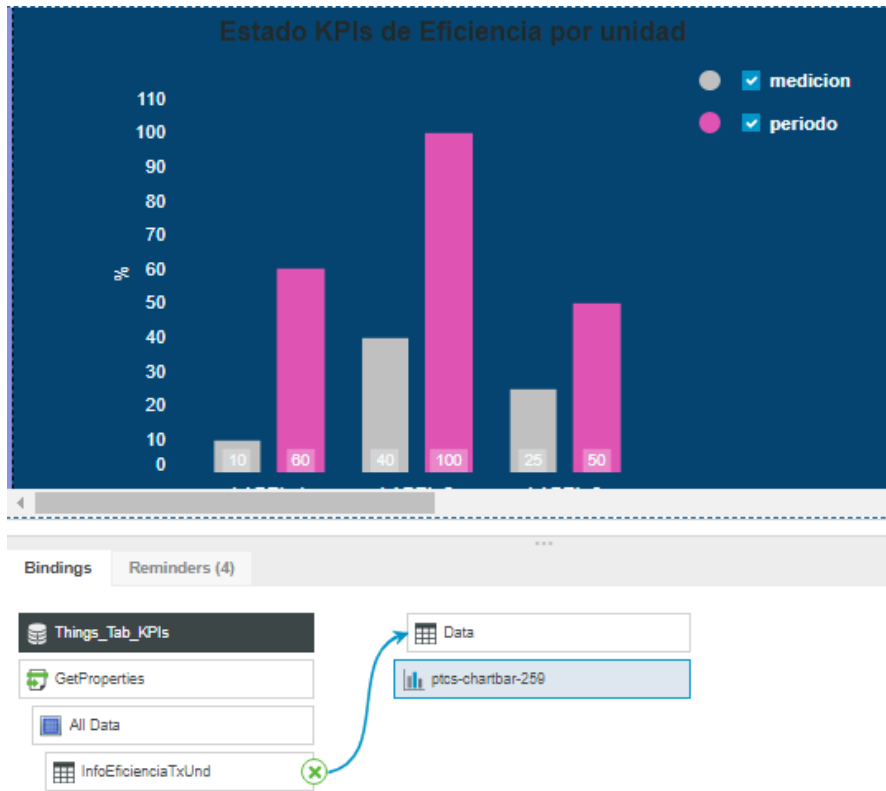 Estado KPIs de Eficiencia por unidad
medicion
periodo
110
100
90
80
70
60
50
40
30
20
10
0
%
10 60 40 100 25 50
Bindings Reminders (4)
Things_Tab_KPIs
Data
GetProperties
ptcs-chartbar-259
All Data
InfoEficienciaTxUnd